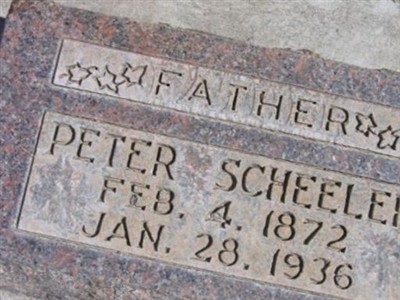 FATHER
PETER SCHEELER
FEB. 4. 1872
JAN. 28. 1936